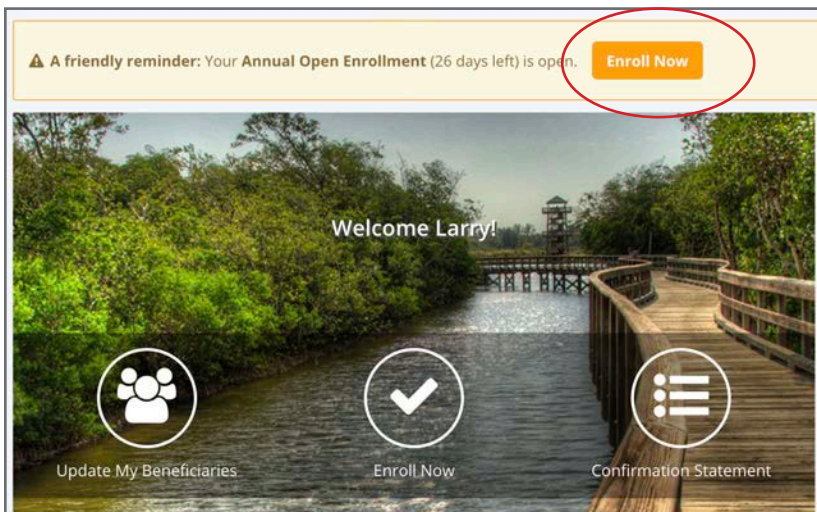 A friendly reminder: Your Annual Open Enrollment (26 days left) is open. Enroll Now
Welcome Larry!
Update My Beneficiaries Enroll Now Confirmation Statement